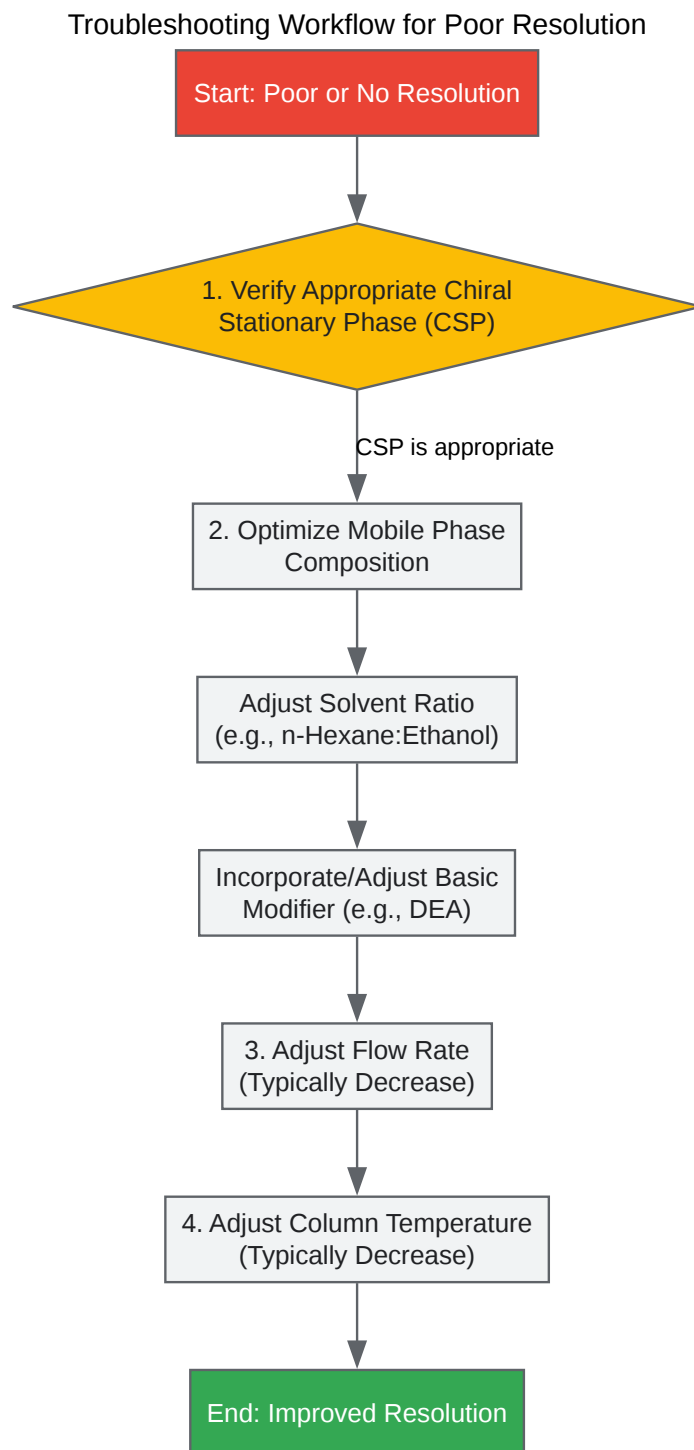 Troubleshooting Workflow for Poor Resolution
Start: Poor or No Resolution
1. Verify Appropriate Chiral
Stationary Phase (CSP)
CSP is appropriate
2. Optimize Mobile Phase
Composition
Adjust Solvent Ratio
(e.g., n-Hexane:Ethanol)
Incorporate/Adjust Basic
Modifier (e.g., DEA)
3. Adjust Flow Rate
(Typically Decrease)
4. Adjust Column Temperature
(Typically Decrease)
End: Improved Resolution